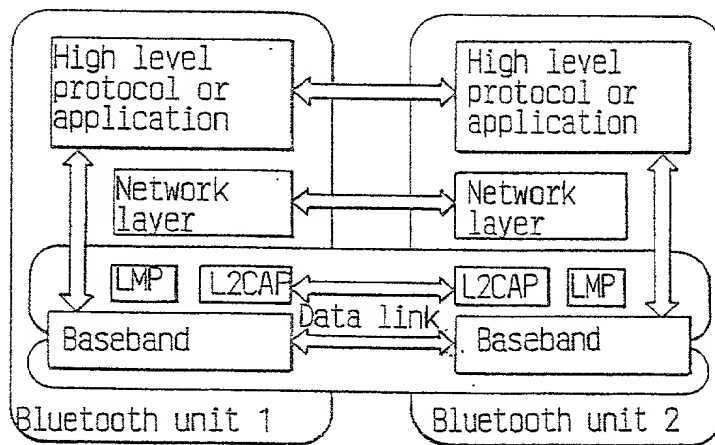 High level
protocol or
application
High level
protocol or
application
Network
layer
Network
layer
LMP
L2CAP
L2CAP
LMP
Data link
Baseband
Baseband
Bluetooth unit 1
Bluetooth unit 2